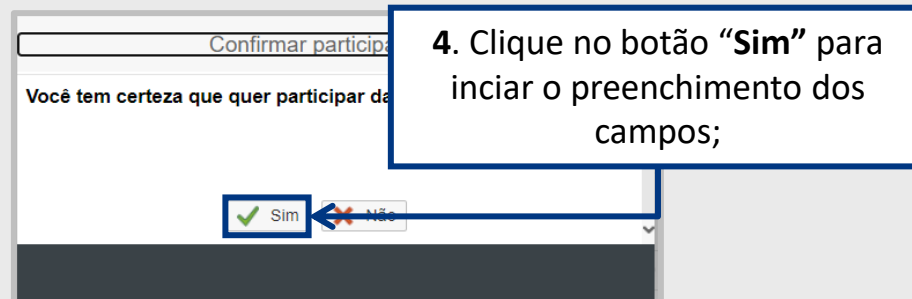 Confirmar particip
4. Clique no botão “Sim” para
inciar o preenchimento dos
campos;
Você tem certeza que quer participar da
Sim
Não